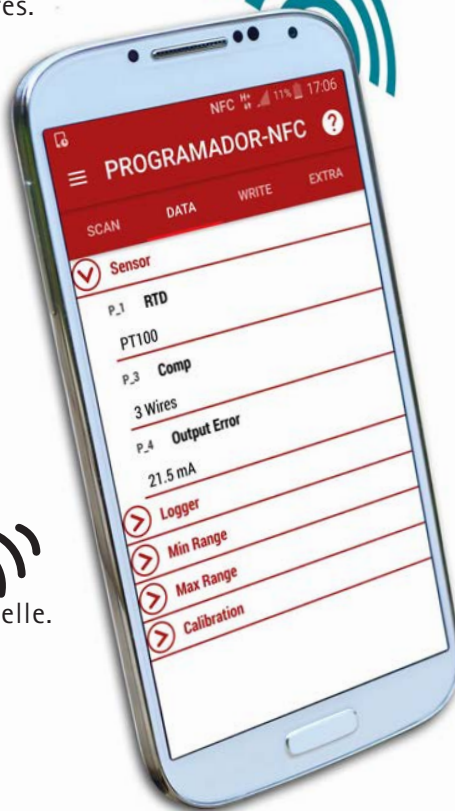 res.
NFC H+ 11% 17:06
≡ PROGRAMADOR-NFC ?
SCAN DATA WRITE EXTRA
Sensor
P_1 RTD
PT100
P_3 Comp
3 Wires
P_4 Output Error
21.5 mA
Logger
Min Range
Max Range
Calibration
elle.